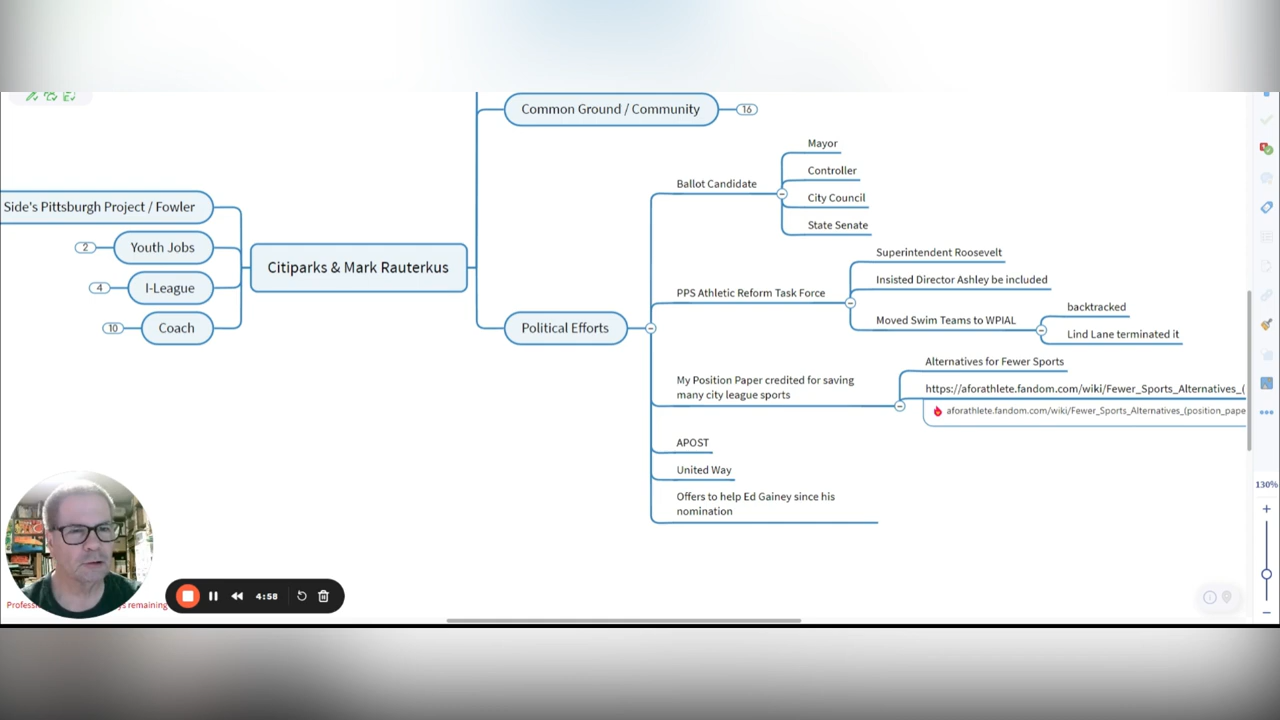 Common Ground / Community
16
Mayor
Ballot Candidate
Controller
City Council
State Senate
Side's Pittsburgh Project / Fowler
2
Youth Jobs
4
I-League
10
Coach
Citiparks & Mark Rauterkus
Political Efforts
Superintendent Roosevelt
PPS Athletic Reform Task Force
Insisted Director Ashley be included
Moved Swim Teams to WPIAL
backtracked
Lind Lane terminated it
My Position Paper credited for saving
many city league sports
Alternatives for Fewer Sports
https://aforathlete.fandom.com/wiki/Fewer_Sports_Alternatives_(
aforathlete.fandom.com/wiki/Fewer_Sports_Alternatives_(position_pape
APOST
United Way
Offers to help Ed Gainey since his
nomination
130%
4:58
remaining